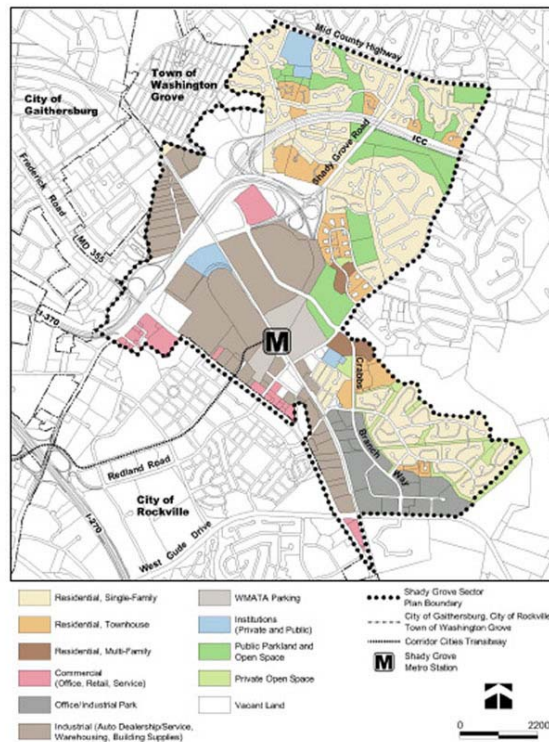 Mid County Highway
Town of
Washington
Grove
City of
Gaithersburg
ICC
Shady Grove Road
Frederick Road
MD 355
I-370
M
Crabbs
Branch
Way
Redland Road
City of
Rockville
I-270
West Gude Drive
Residential, Single-Family
Residential, Townhouse
Residential, Multi-Family
Commercial
(Office, Retail, Service)
Office/Industrial Park
Industrial (Auto Dealership/Service,
Warehousing, Building Supplies)
WMATA Parking
Institutions
(Private and Public)
Public Parkland and
Open Space
Private Open Space
Vacant Land
Shady Grove Sector
Plan Boundary
City of Gaithersburg, City of Rockville
Town of Washington Grove
Corridor Cities Transitway
M
Shady Grove
Metro Station
0 2200